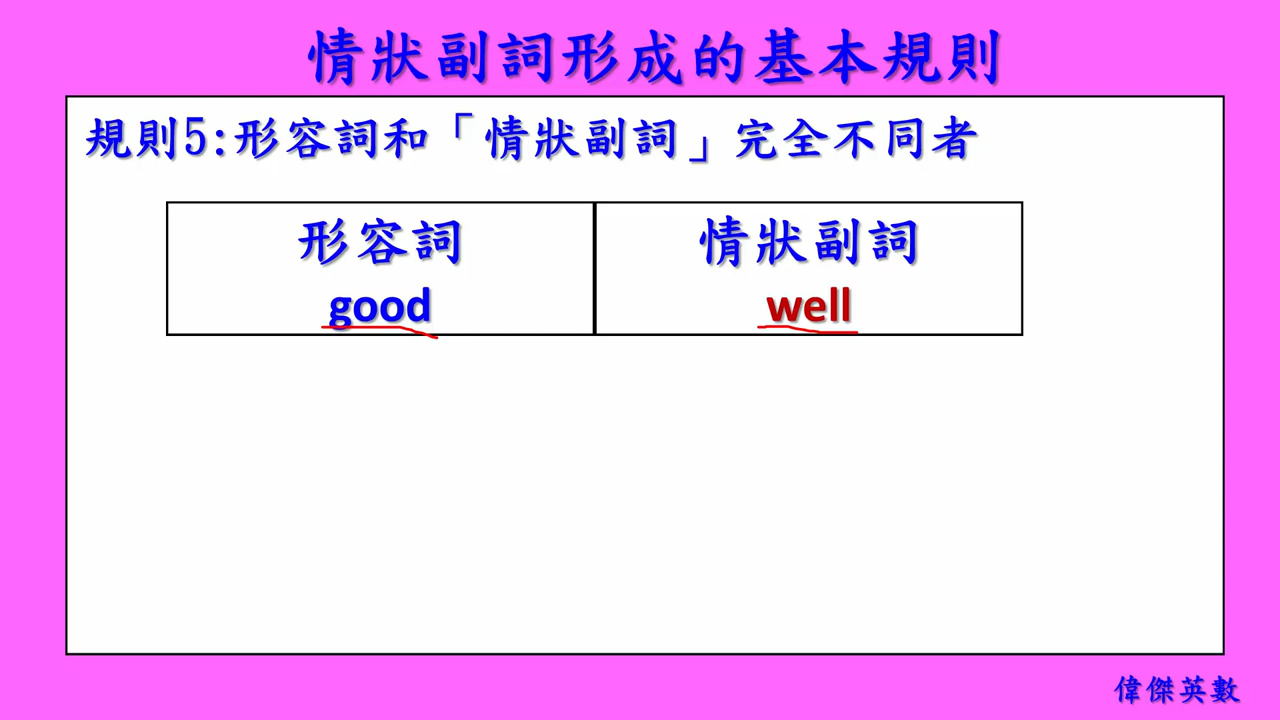 情狀副詞形成的基本規則
規則5:形容詞和「情狀副詞」完全不同者
形容詞 情狀副詞
good well
偉傑英數